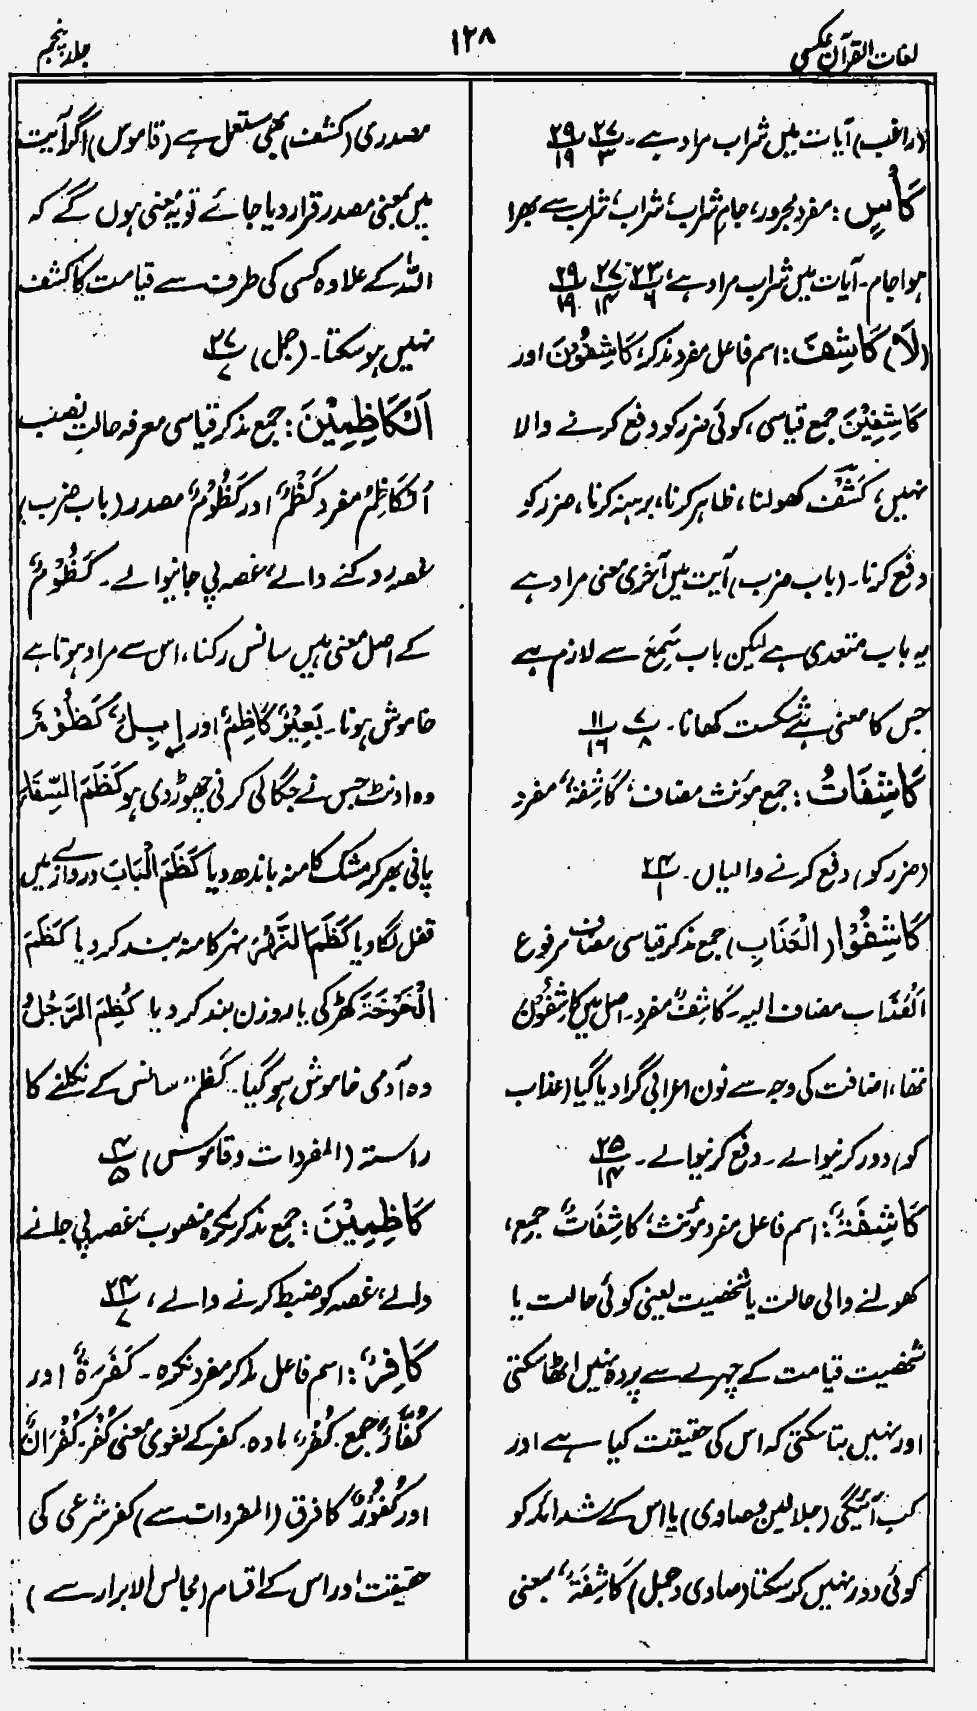 لغات القرآن عکسی
۱۲۸
جلد پنجم
(راغب) آیات میں شراب مراد ہے۔ ۲۷/۳ ۲۹/۱۹
كَأْسٍ: مفرد مجرور، جامِ شراب، شراب، شراب سے بھرا
ہوا جام۔ آیات میں شراب مراد ہے، ۲۳/۶ ۲۷/۱۴ ۲۹/۱۹
(لَا) كَاشِفَ: اسم فاعل مفرد مذکر، كَاشِفُوْنَ اور
كَاشِفِيْنَ جمع قیاسی، کوئی ضرر کو دفع کرنے والا
نہیں، كَشْفٌ کھولنا، ظاہر کرنا، برہنہ کرنا، ضرر کو
دفع کرنا۔ (باب ضرب) آیت میں آخری معنی مراد ہے
یہ باب متعدی ہے لیکن باب سَمِعَ سے لازم ہے
جس کا معنی ہے شکست کھانا۔ ۷/۸ ۱۱/۱۶
كَاشِفَاتُ: جمع مؤنث مضاف، كَاشِفَةٌ، مفرد
(ضرر کو) دفع کرنے والیاں۔ ۲۴/۱
كَاشِفُوْا (الْعَذَابِ) جمع مذکر قیاسی مضاف مرفوع
اَلْعَذَابِ مضاف الیہ۔ كَاشِفٌ مفرد۔ اصل میں كَاشِفُوْنَ
تھا، اضافت کی وجہ سے نون اعرابی گرا دیا گیا (عذاب
کو) دور کرنیوالے۔ دفع کرنیوالے۔ ۲۵/۱۴
كَاشِفَةٌ: اسم فاعل مفرد مؤنث، كَاشِفَاتٌ جمع،
کھولنے والی حالت یا شخصیت یعنی کوئی حالت یا
شخصیت قیامت کے چہرے سے پردہ نہیں اٹھا سکتی
اور نہیں بتا سکتی کہ اس کی حقیقت کیا ہے اور
کب آئیگی (جلالین و صاوی) یا اس کے شدائد کو
کوئی دور نہیں کر سکتا (صاوی و جمل) كَاشِفَةٌ، بمعنی
مصدری (کشف) بھی مستعمل ہے (قاموس) اگر آیت
میں بمعنی مصدر قرار دیا جائے تو یہ معنی ہوں گے کہ
اللہ کے علاوہ کسی کی طرف سے قیامت کا کشف
نہیں ہو سکتا۔ (جمل) ۲۷/۷
اَلْكَاظِمِيْنَ: جمع مذکر قیاسی معرفہ حالتِ نصب
اَلْكَاظِمُ مفرد كَظْمٌ اور كُظُوْمٌ مصدر (باب ضرب)
غصہ روکنے والے، غصہ پی جانیوالے۔ كُظُوْمٌ
کے اصل معنی ہیں سانس رکنا، اس سے مراد ہوتا ہے
خاموش ہونا۔ بَعِيْرٌ كَاظِمٌ اور اِبِلٌ كُظُوْمٌ
وہ اونٹ جس نے جگالی کرنی چھوڑ دی ہو كَظَمَ السِّقَاءَ
پانی بھر کر مشک کا منہ باندھ دیا كَظَمَ الْبَابَ دروازے میں
قفل لگا دیا كَظَمَ النَّهْرَ نہر کا منہ بند کر دیا كَظَمَ
الْخَوْخَةَ کھڑکی یا روزن بند کر دیا كُظِمَ الرَّجُلُ
وہ آدمی خاموش ہو گیا۔ كَظَمٌ سانس کے نکلنے کا
راستہ (المفردات و قاموس) ۴/۵
كَاظِمِيْنَ: جمع مذکر نکرہ منصوب، غصہ پی جانے
والے، غصہ کو ضبط کرنے والے، ۲۴/۷
كَافِرٌ: اسم فاعل مذکر مفرد نکرہ۔ كَفَرَةٌ اور
كُفَّارٌ جمع۔ كُفْرٌ، مادہ۔ کفر کے لغوی معنی كُفْرٌ۔ كُفْرَانٌ
اور كُفُوْرٌ کا فرق (المفردات سے) کفر شرعی کی
حقیقت اور اس کے اقسام (مجالس الابرار سے)